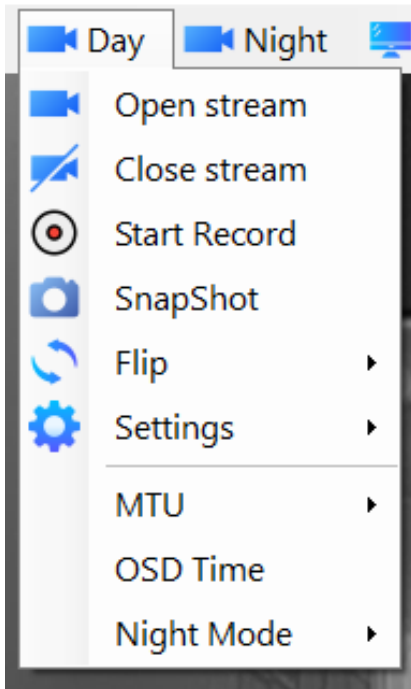 Day Night
Open stream
Close stream
Start Record
SnapShot
Flip
Settings
MTU
OSD Time
Night Mode